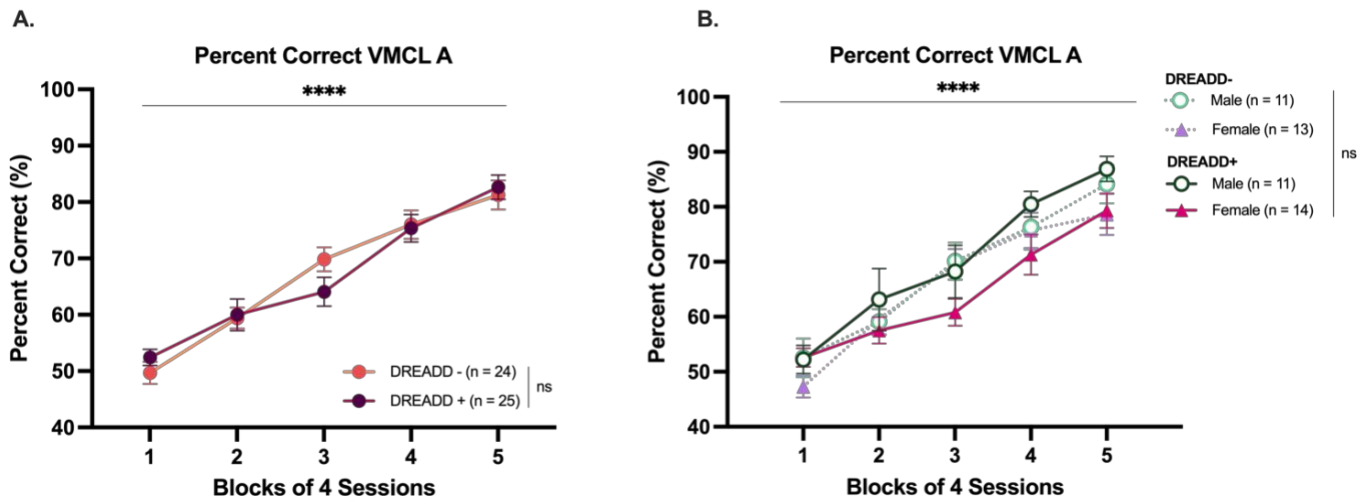 A.
Percent Correct VMCL A
****
Percent Correct (%)
100
90
80
70
60
50
40
DREADD - (n = 24)
DREADD + (n = 25)
ns
1 2 3 4 5
Blocks of 4 Sessions
B.
Percent Correct VMCL A
****
Percent Correct (%)
100
90
80
70
60
50
40
1 2 3 4 5
Blocks of 4 Sessions
DREADD-
Male (n = 11)
Female (n = 13)
DREADD+
Male (n = 11)
Female (n = 14)
ns